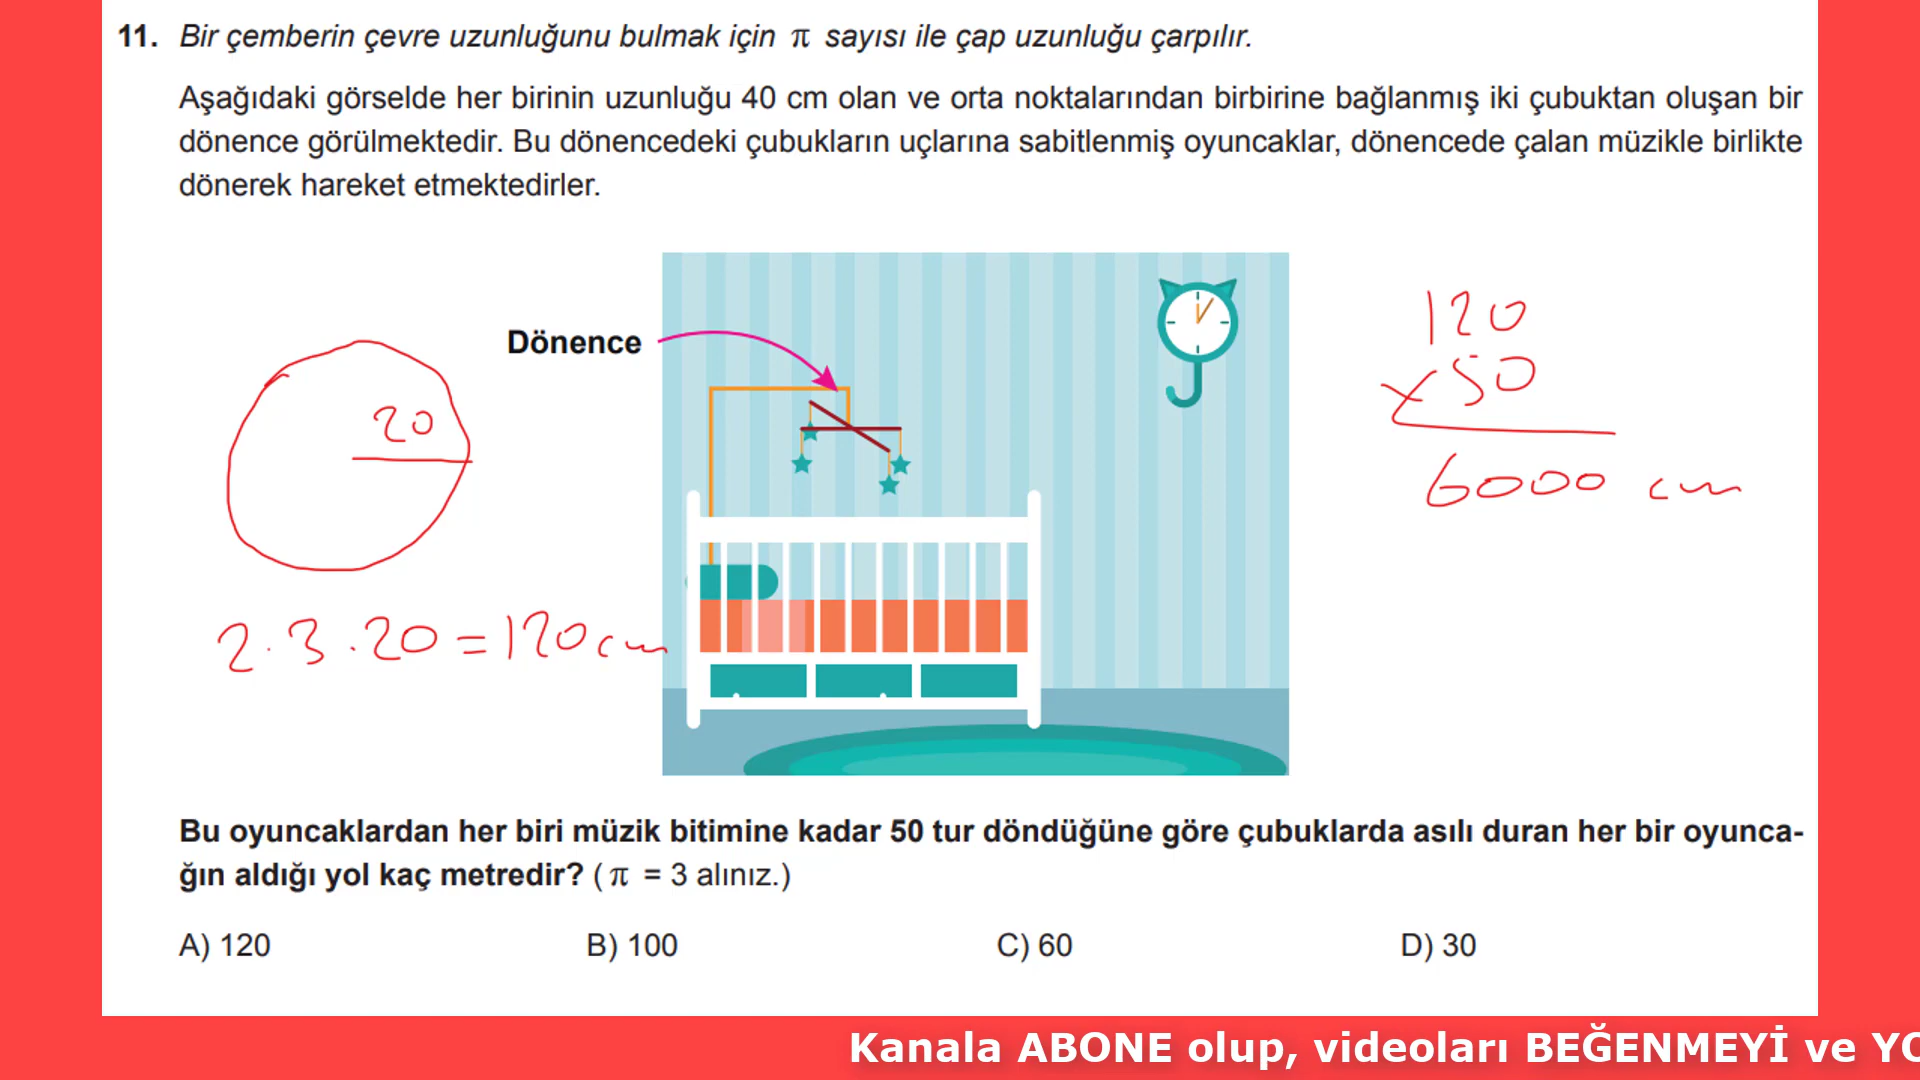 11. Bir çemberin çevre uzunluğunu bulmak için π sayısı ile çap uzunluğu çarpılır.
Aşağıdaki görselde her birinin uzunluğu 40 cm olan ve orta noktalarından birbirine bağlanmış iki çubuktan oluşan bir
dönence görülmektedir. Bu dönencedeki çubukların uçlarına sabitlenmiş oyuncaklar, dönencede çalan müzikle birlikte
dönerek hareket etmektedirler.
Dönence
20
2.3.20=120cm
120
x50
6000 cm
Bu oyuncaklardan her biri müzik bitimine kadar 50 tur döndüğüne göre çubuklarda asılı duran her bir oyunca-
ğın aldığı yol kaç metredir? (π = 3 alınız.)
A) 120 B) 100 C) 60 D) 30
Kanala ABONE olup, videoları BEĞENMEYİ ve YO